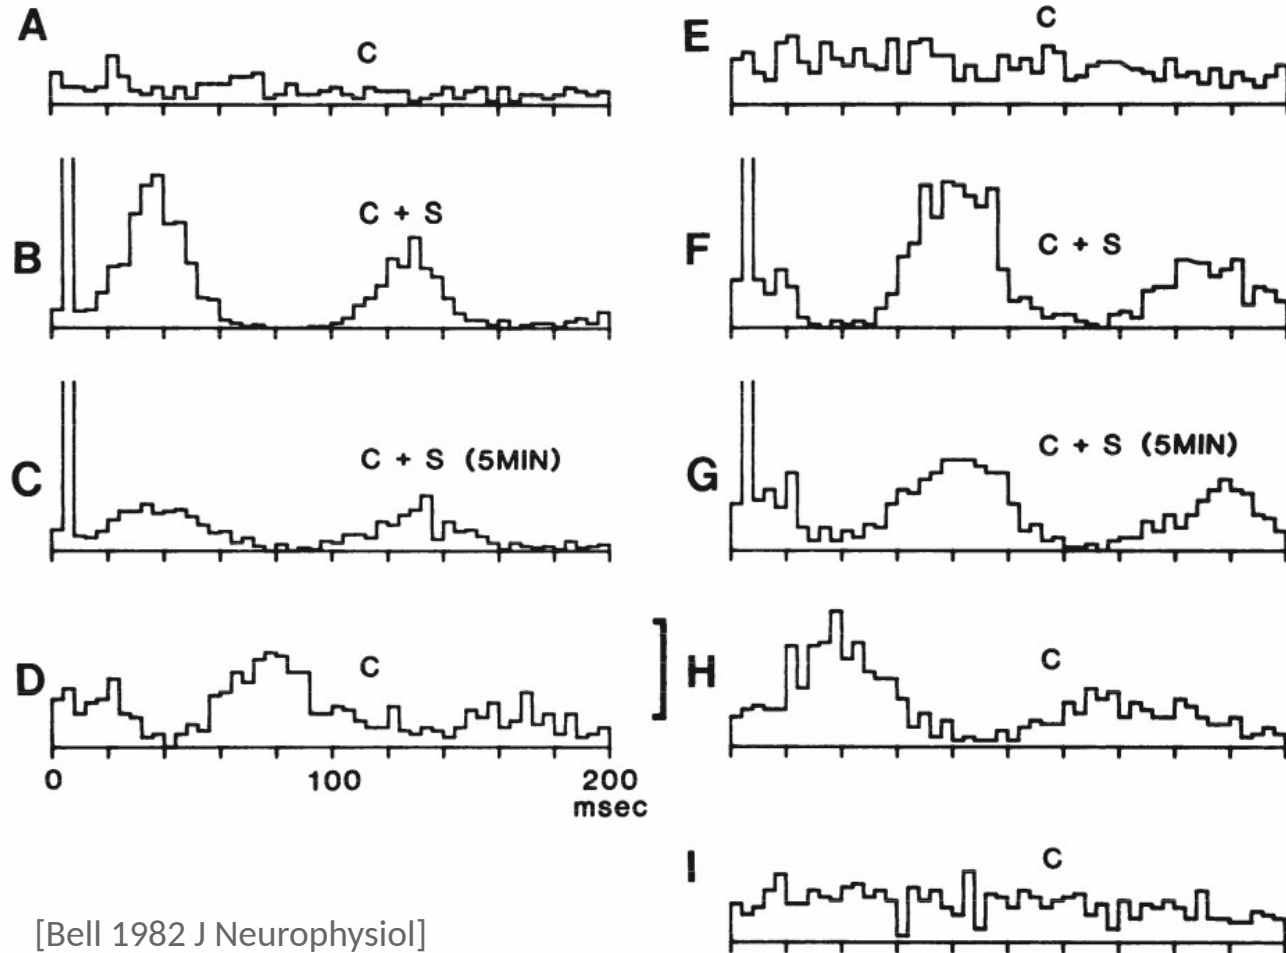 A
C
B
C + S
C
C + S (5MIN)
D
C
0 100 200
msec
E
C
F
C + S
G
C + S (5MIN)
H
C
I
C
[Bell 1982 J Neurophysiol]